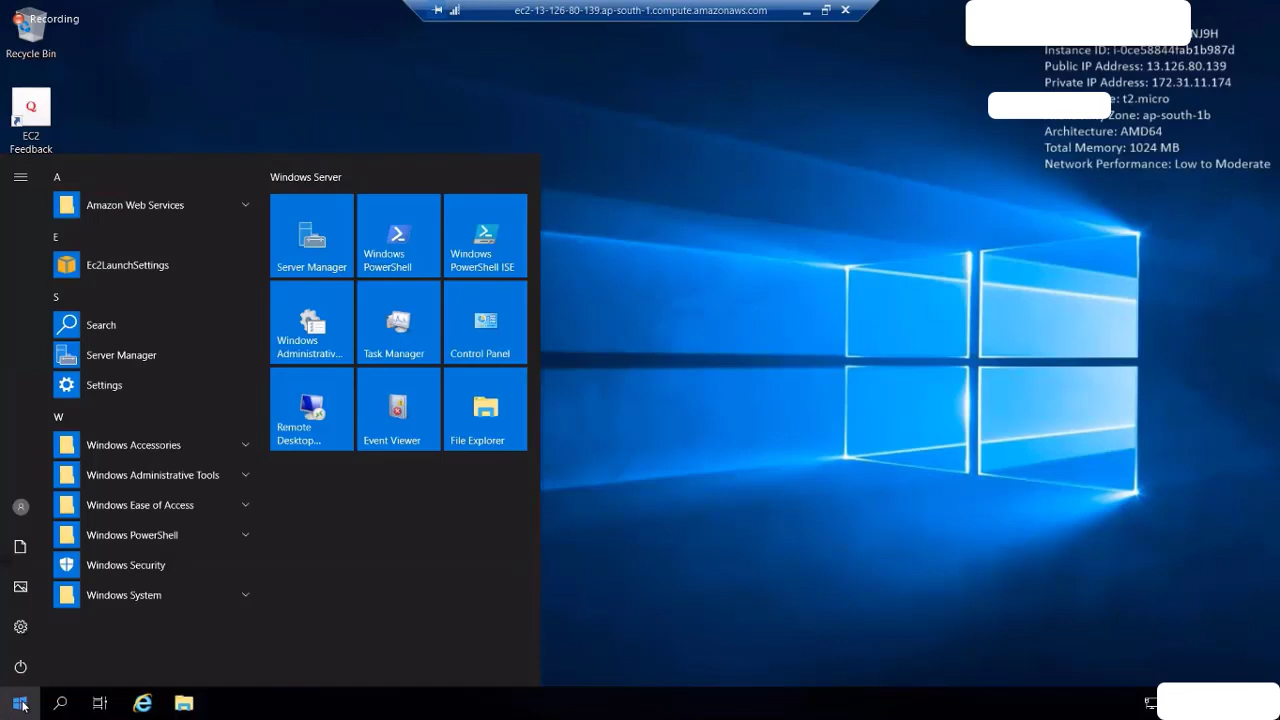 Recording
ec2-13-126-80-139.ap-south-1.compute.amazonaws.com
Recycle Bin
NJ9H
Instance ID: i-0ce58844fab1b987d
Public IP Address: 13.126.80.139
Private IP Address: 172.31.11.174
t2.micro
Zone: ap-south-1b
Architecture: AMD64
Total Memory: 1024 MB
Network Performance: Low to Moderate
Q
EC2
Feedback
A
Amazon Web Services
E
Ec2LaunchSettings
S
Search
Server Manager
Settings
W
Windows Accessories
Windows Administrative Tools
Windows Ease of Access
Windows PowerShell
Windows Security
Windows System
Windows Server
Server Manager
Windows
PowerShell
Windows
PowerShell ISE
Windows
Administrativ...
Task Manager
Control Panel
Remote
Desktop...
Event Viewer
File Explorer